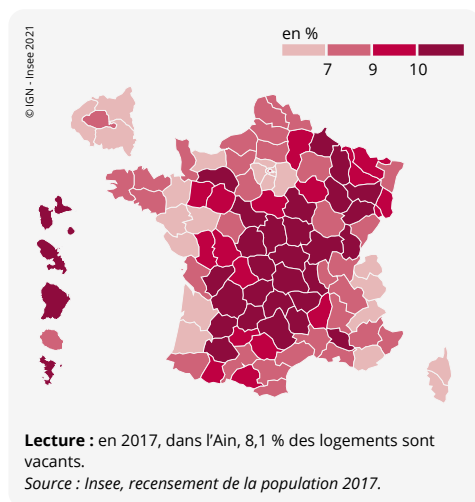 © IGN - Insee 2021
en %
7 9 10
Lecture : en 2017, dans l’Ain, 8,1 % des logements sont
vacants.
Source : Insee, recensement de la population 2017.